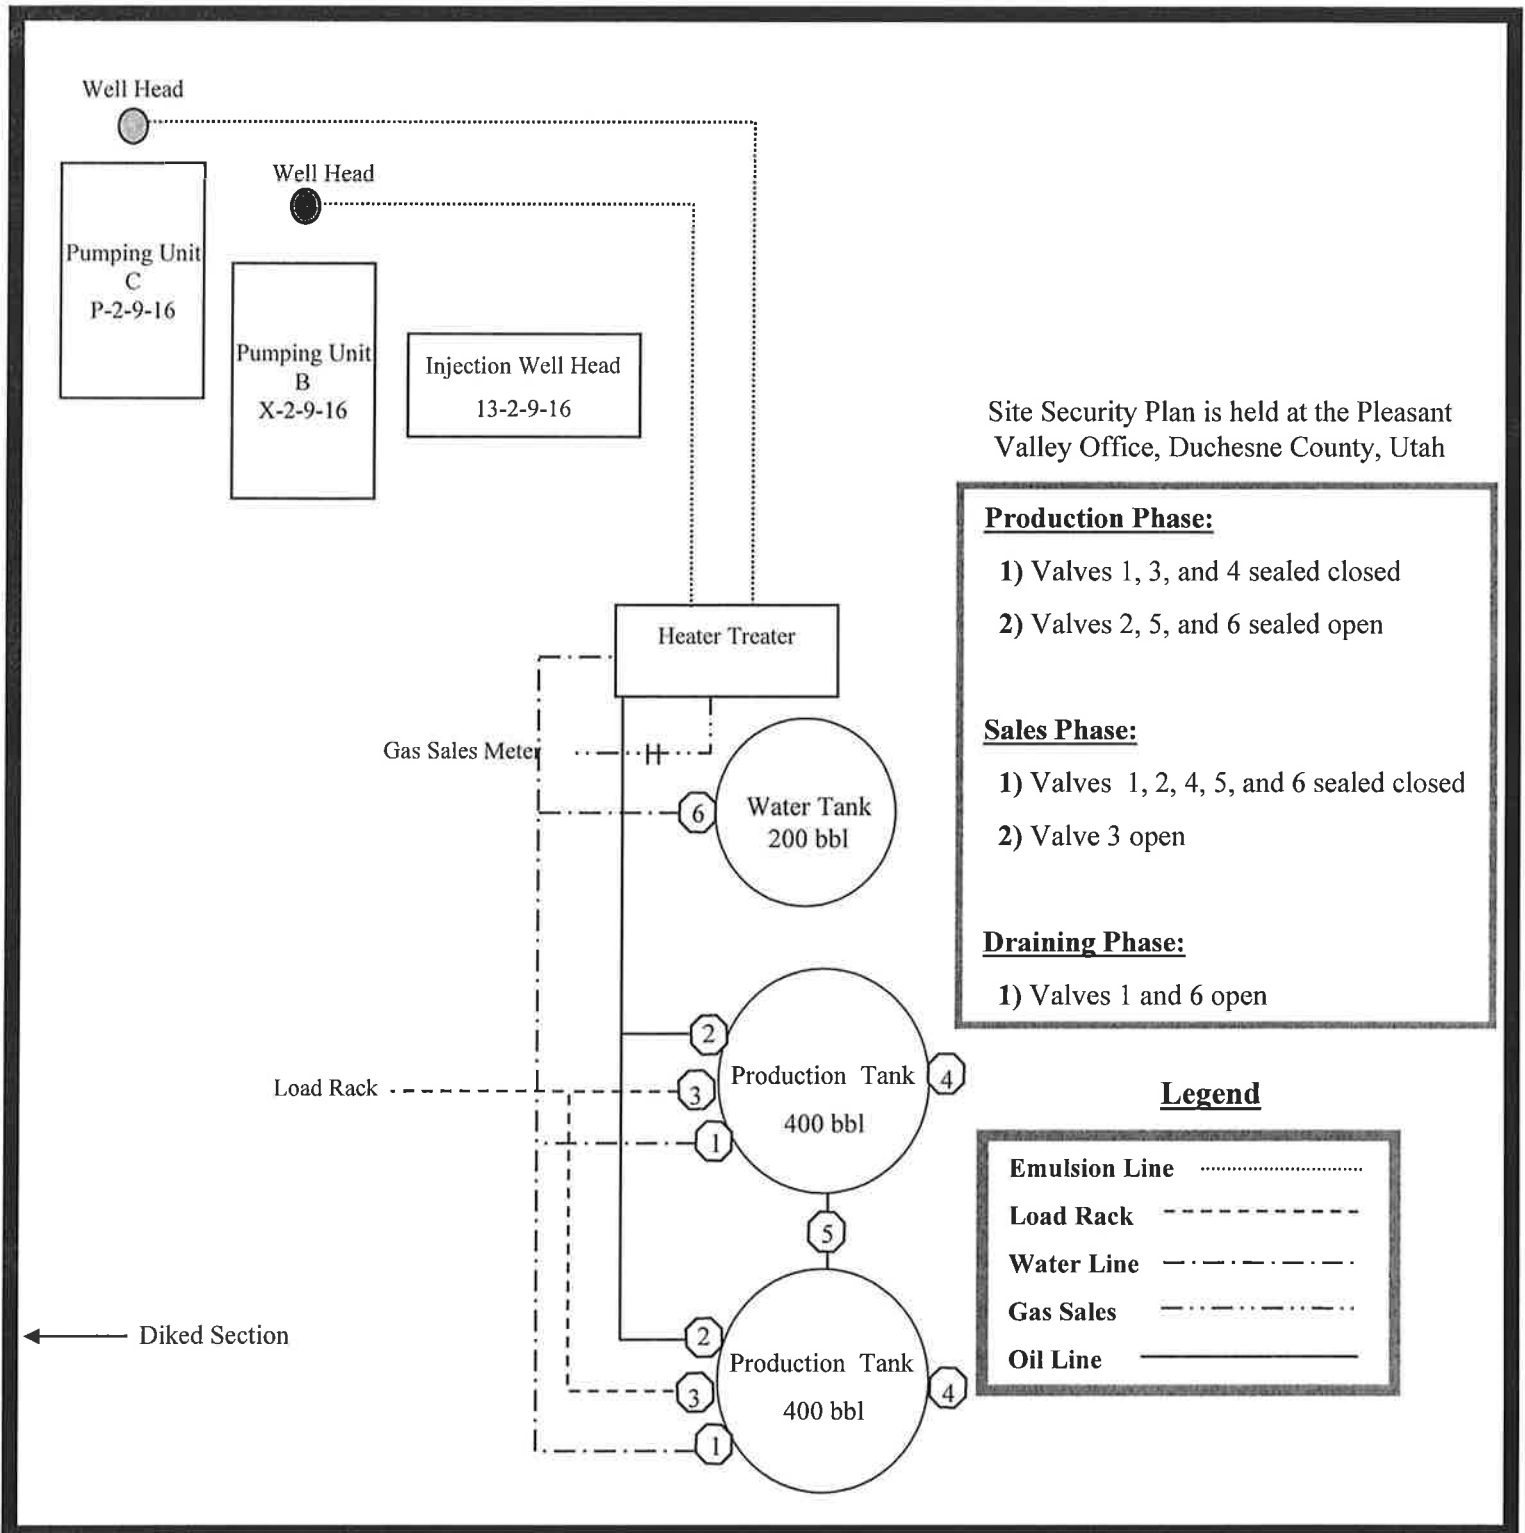 Well Head
Well Head
Pumping Unit
C
P-2-9-16
Pumping Unit
B
X-2-9-16
Injection Well Head
13-2-9-16
Site Security Plan is held at the Pleasant
Valley Office, Duchesne County, Utah
Production Phase:
1) Valves 1, 3, and 4 sealed closed
2) Valves 2, 5, and 6 sealed open
Sales Phase:
1) Valves 1, 2, 4, 5, and 6 sealed closed
2) Valve 3 open
Draining Phase:
1) Valves 1 and 6 open
Heater Treater
Gas Sales Meter
6
Water Tank
200 bbl
2
Production Tank
400 bbl
4
Load Rack
3
1
5
2
Production Tank
400 bbl
4
3
1
Diked Section
Legend
Emulsion Line
Load Rack
Water Line
Gas Sales
Oil Line